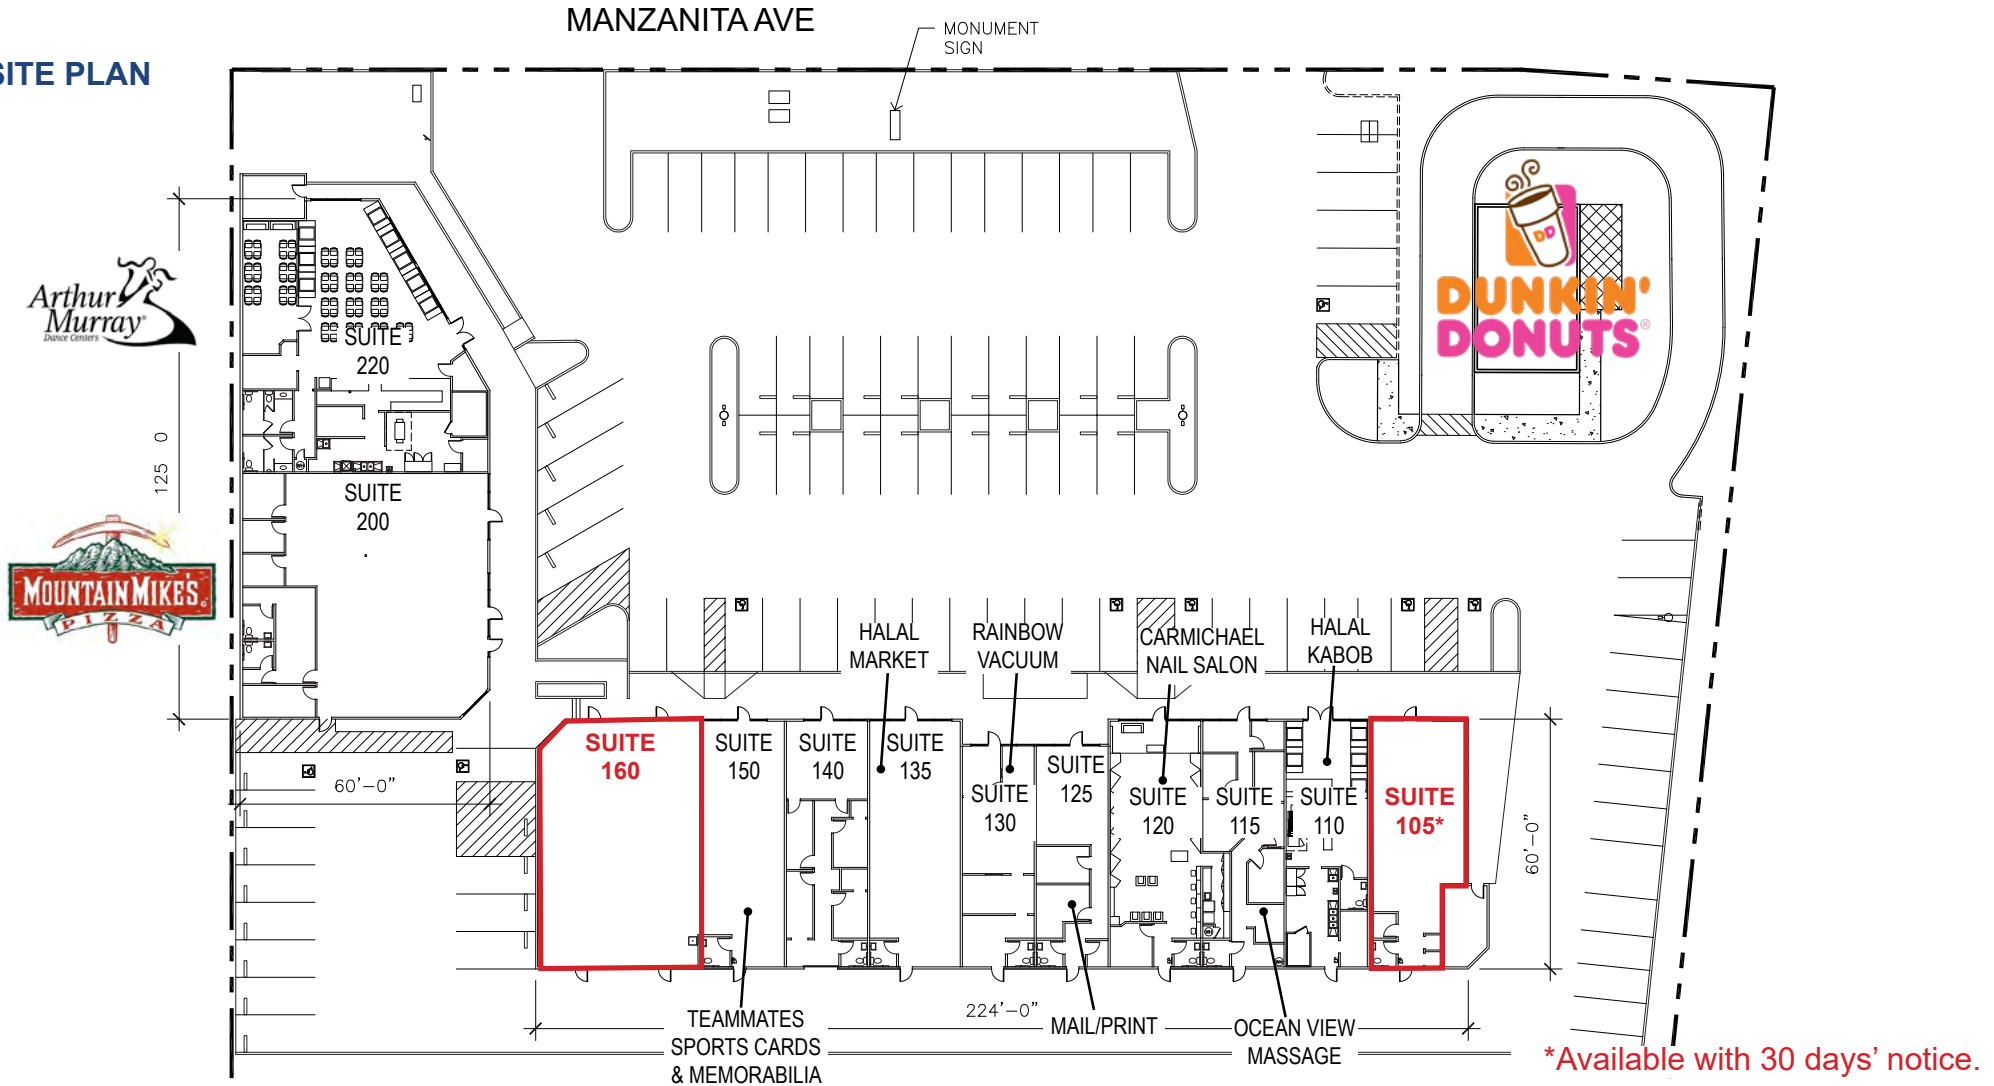 MANZANITA AVE
SITE PLAN
MONUMENT
SIGN
Arthur
Murray
Dance Centers
DD
DUNKIN'
DONUTS®
SUITE
220
125 0
SUITE
200
MOUNTAIN MIKE'S
PIZZA
HALAL
MARKET
RAINBOW
VACUUM
CARMICHAEL
NAIL SALON
HALAL
KABOB
SUITE
160
SUITE
150
SUITE
140
SUITE
135
SUITE
130
SUITE
125
SUITE
120
SUITE
115
SUITE
110
SUITE
105*
60'-0"
60'-0"
224'-0"
TEAMMATES
SPORTS CARDS
& MEMORABILIA
MAIL/PRINT
OCEAN VIEW
MASSAGE
*Available with 30 days' notice.